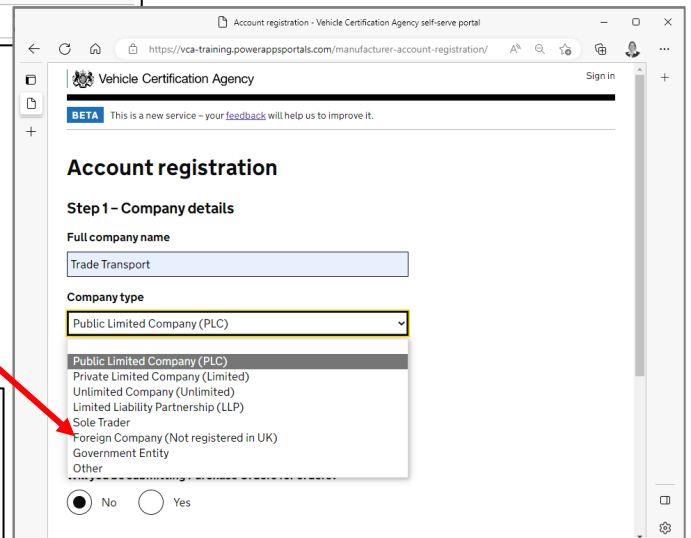 Account registration - Vehicle Certification Agency self-serve portal
https://vca-training.powerappsportals.com/manufacturer-account-registration/
Vehicle Certification Agency
Sign in
BETA This is a new service – your feedback will help us to improve it.
Account registration
Step 1 – Company details
Full company name
Trade Transport
Company type
Public Limited Company (PLC)
Public Limited Company (PLC)
Private Limited Company (Limited)
Unlimited Company (Unlimited)
Limited Liability Partnership (LLP)
Sole Trader
Foreign Company (Not registered in UK)
Government Entity
Other
No Yes